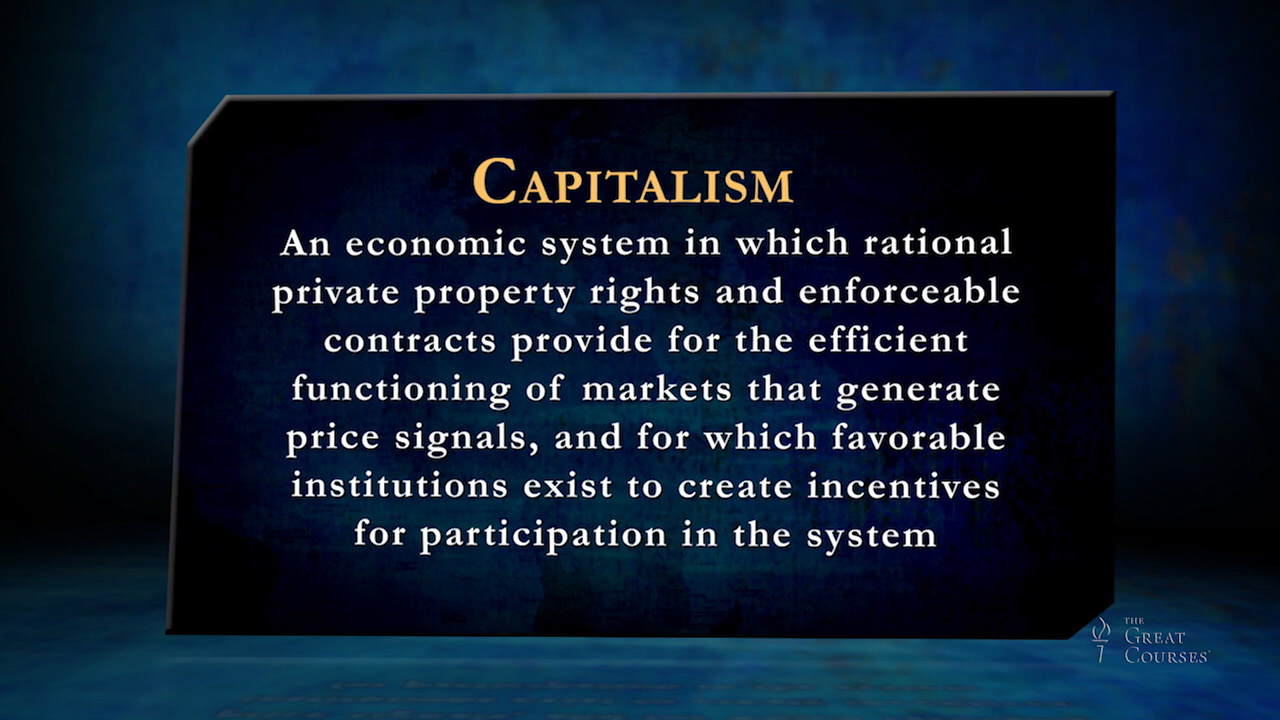 CAPITALISM
An economic system in which rational
private property rights and enforceable
contracts provide for the efficient
functioning of markets that generate
price signals, and for which favorable
institutions exist to create incentives
for participation in the system
THE
GREAT
COURSES